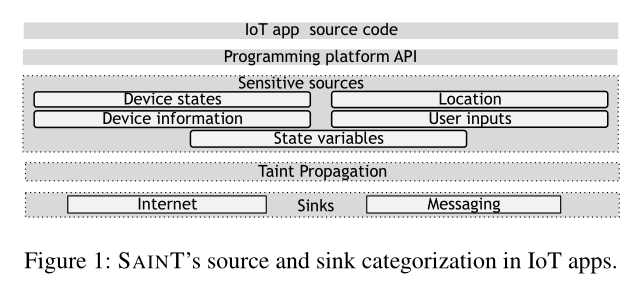 IoT app source code
Programming platform API
Sensitive sources
Device states
Location
Device information
User inputs
State variables
Taint Propagation
Internet
Sinks
Messaging
Figure 1: SAINT's source and sink categorization in IoT apps.